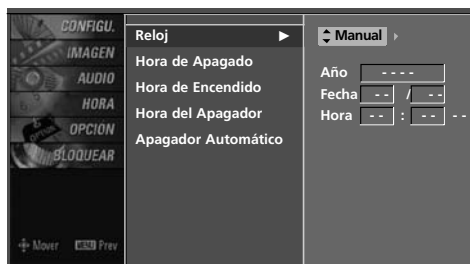 CONFIGU.
IMAGEN
AUDIO
HORA
OPCIÓN
BLOQUEAR
Mover MENU Prev
Reloj ▶
Hora de Apagado
Hora de Encendido
Hora del Apagador
Apagador Automático
Manual
Año - - - -
Fecha - - / - -
Hora - - : - - - -